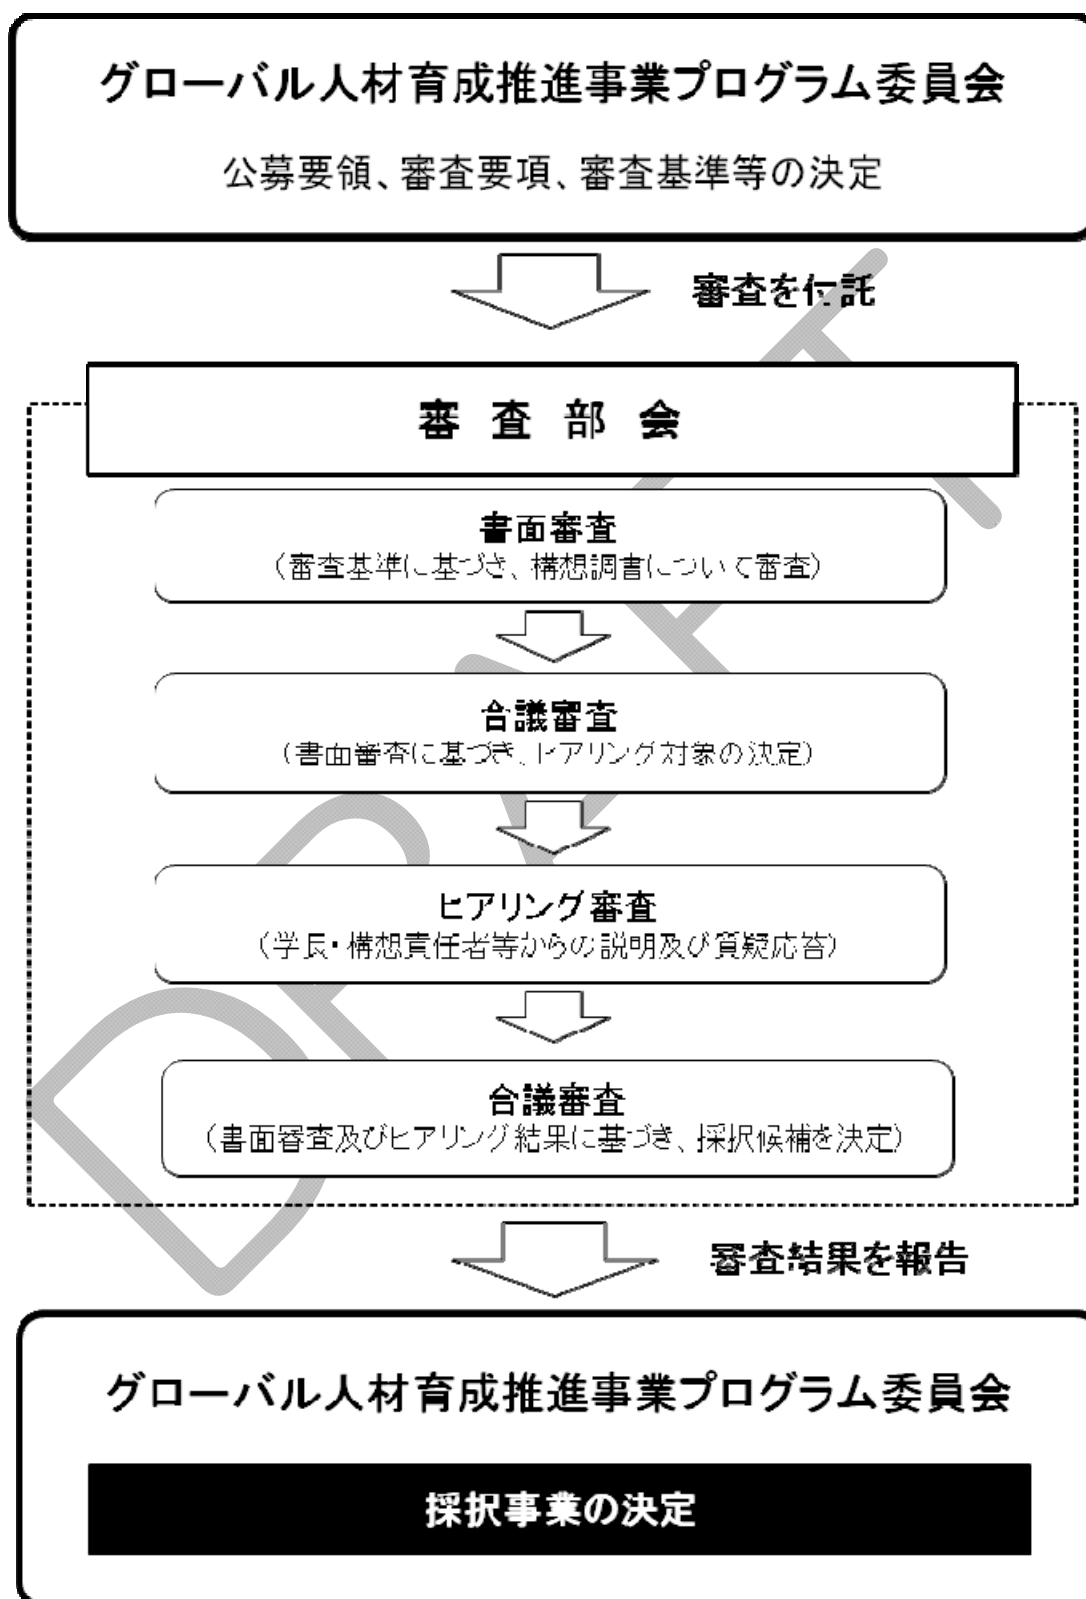 グローバル人材育成推進事業プログラム委員会
公募要領、審査要項、審査基準等の決定
審査を付託
審査部会
書面審査
（審査基準に基づき、構想調書について審査）
合議審査
（書面審査に基づき、ヒアリング対象の決定）
ヒアリング審査
（学長・構想責任者等からの説明及び質疑応答）
合議審査
（書面審査及びヒアリング結果に基づき、採択候補を決定）
審査結果を報告
グローバル人材育成推進事業プログラム委員会
採択事業の決定
DRAFT